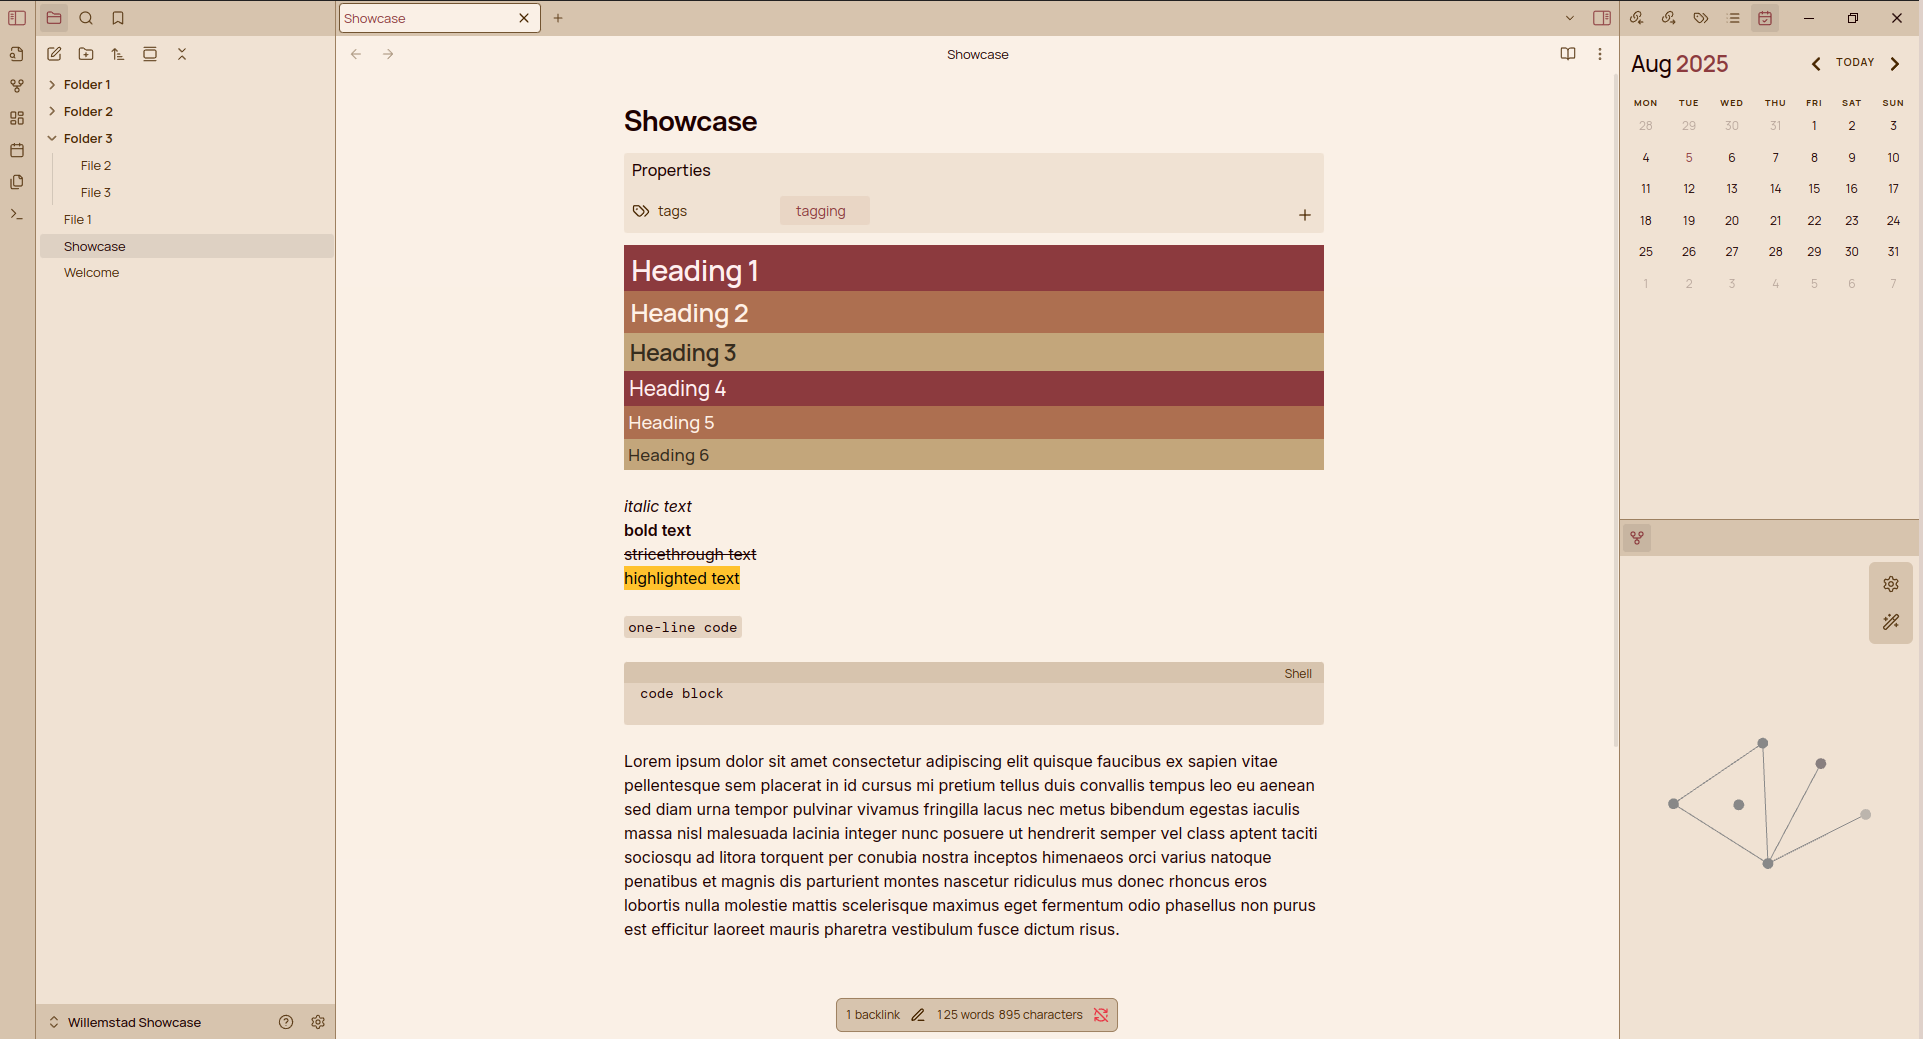 Showcase
Showcase
Folder 1
Folder 2
Folder 3
File 2
File 3
File 1
Showcase
Welcome
Willemstad Showcase
Showcase
Properties
tags tagging
Heading 1
Heading 2
Heading 3
Heading 4
Heading 5
Heading 6
italic text
bold text
stricethrough text
highlighted text
one-line code
Shell
code block
Lorem ipsum dolor sit amet consectetur adipiscing elit quisque faucibus ex sapien vitae
pellentesque sem placerat in id cursus mi pretium tellus duis convallis tempus leo eu aenean
sed diam urna tempor pulvinar vivamus fringilla lacus nec metus bibendum egestas iaculis
massa nisl malesuada lacinia integer nunc posuere ut hendrerit semper vel class aptent taciti
sociosqu ad litora torquent per conubia nostra inceptos himenaeos orci varius natoque
penatibus et magnis dis parturient montes nascetur ridiculus mus donec rhoncus eros
lobortis nulla molestie mattis scelerisque maximus eget fermentum odio phasellus non purus
est efficitur laoreet mauris pharetra vestibulum fusce dictum risus.
1 backlink 125 words 895 characters
Aug 2025 TODAY
MON TUE WED THU FRI SAT SUN
28 29 30 31 1 2 3
4 5 6 7 8 9 10
11 12 13 14 15 16 17
18 19 20 21 22 23 24
25 26 27 28 29 30 31
1 2 3 4 5 6 7